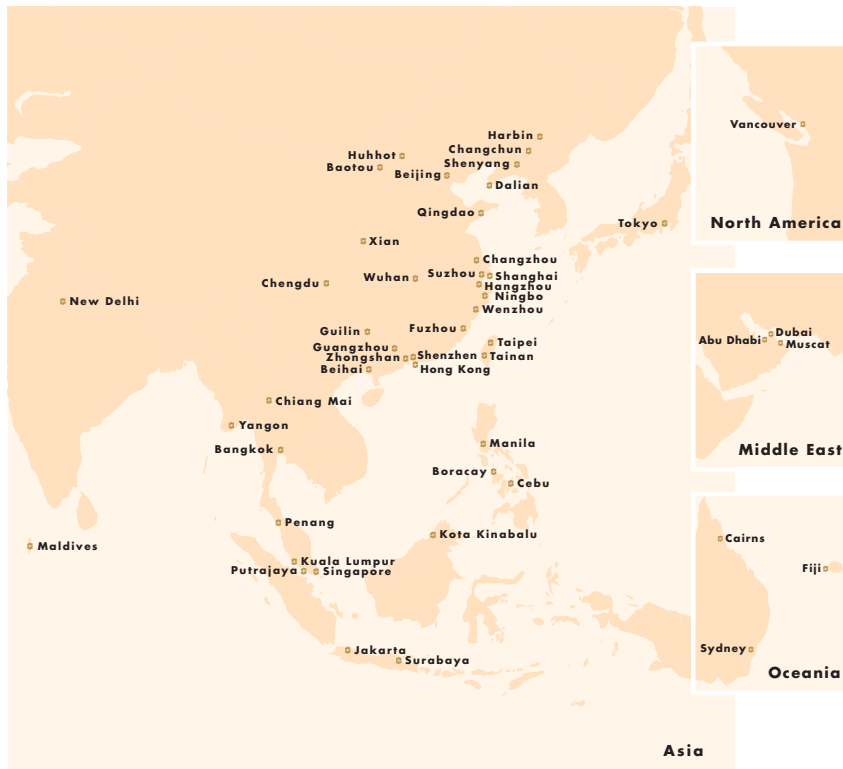 Harbin
Changchun
Vancouver
Huhhot
Shenyang
Baotou
Beijing
Dalian
Qingdao
Tokyo
North America
Xian
Changzhou
Suzhou
Shanghai
Wuhan
Chengdu
Hangzhou
Ningbo
New Delhi
Wenzhou
Fuzhou
Guilin
Dubai
Abu Dhabi
Muscat
Taipei
Guangzhou
Zhongshan
Shenzhen
Tainan
Beihai
Hong Kong
Chiang Mai
Yangon
Manila
Bangkok
Middle East
Boracay
Cebu
Penang
Kota Kinabalu
Cairns
Maldives
Kuala Lumpur
Fiji
Putrajaya
Singapore
Jakarta
Sydney
Surabaya
Oceania
Asia